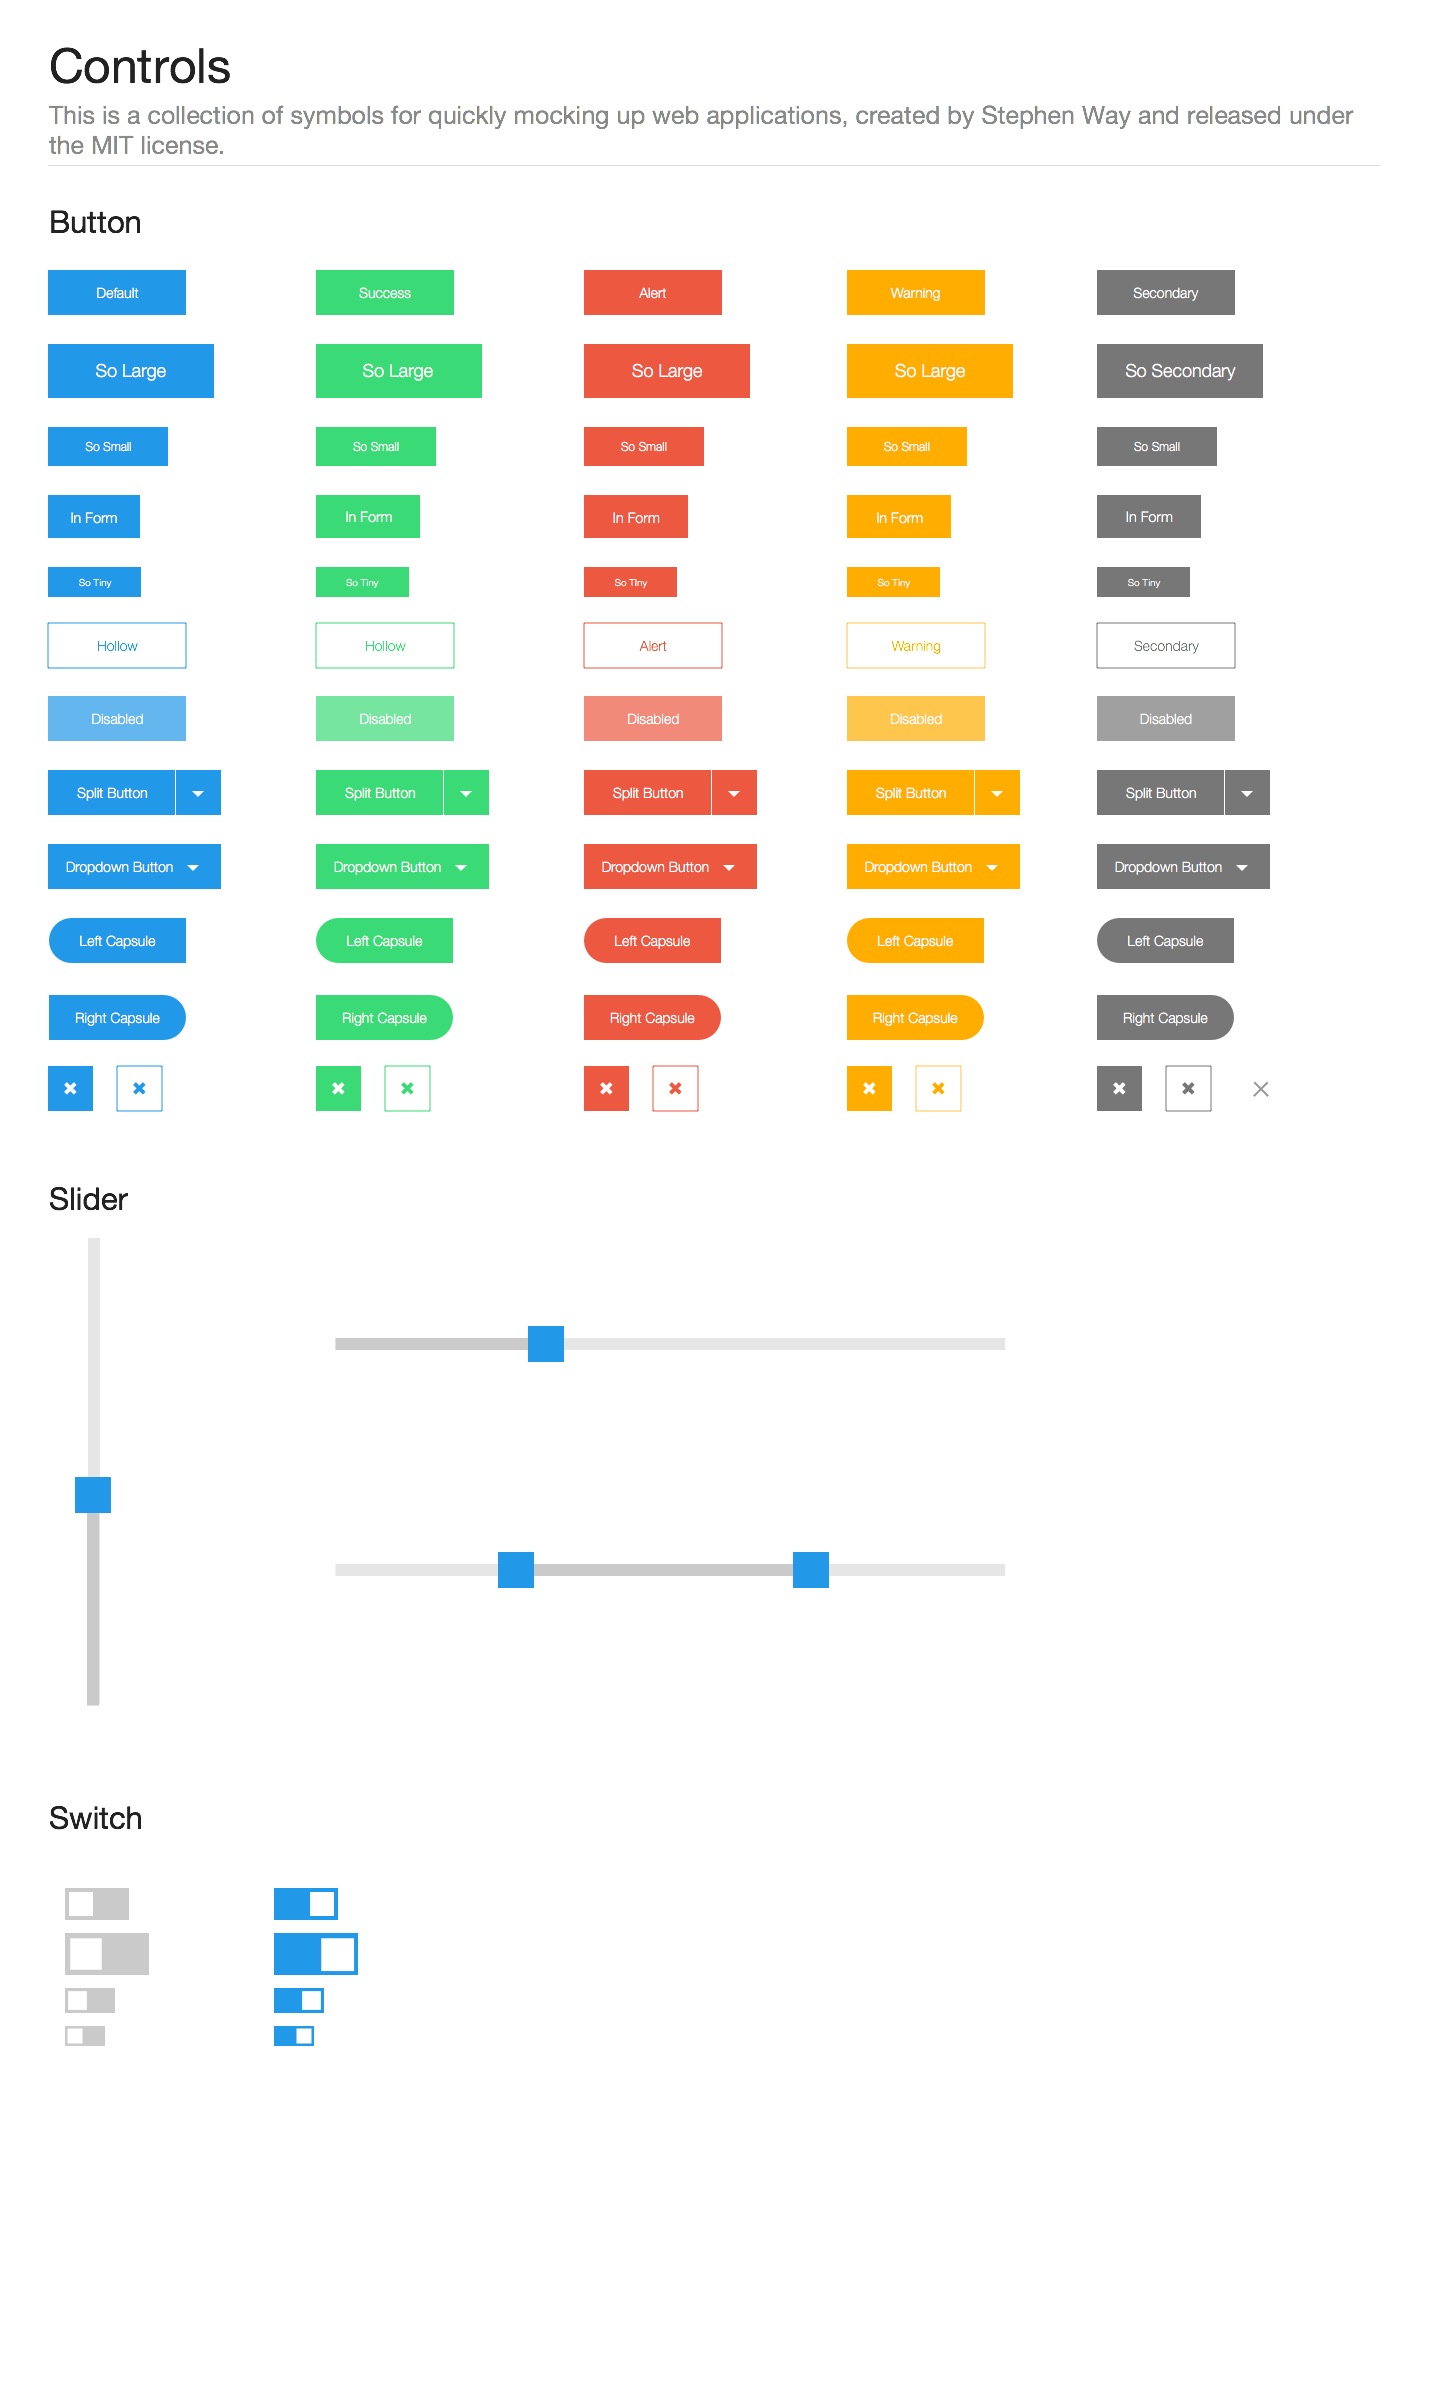 Controls
This is a collection of symbols for quickly mocking up web applications, created by Stephen Way and released under
the MIT license.
Button
Default Success Alert Warning Secondary
So Large So Large So Large So Large So Secondary
So Small So Small So Small So Small So Small
In Form In Form In Form In Form In Form
So Tiny So Tiny So TIny So Tiny So Tiny
Hollow Hollow Alert Warning Secondary
Disabled Disabled Disabled Disabled Disabled
Split Button Split Button Split Button Split Button Split Button
Dropdown Button Dropdown Button Dropdown Button Dropdown Button Dropdown Button
Left Capsule Left Capsule Left Capsule Left Capsule Left Capsule
Right Capsule Right Capsule Right Capsule Right Capsule Right Capsule
Slider
Switch